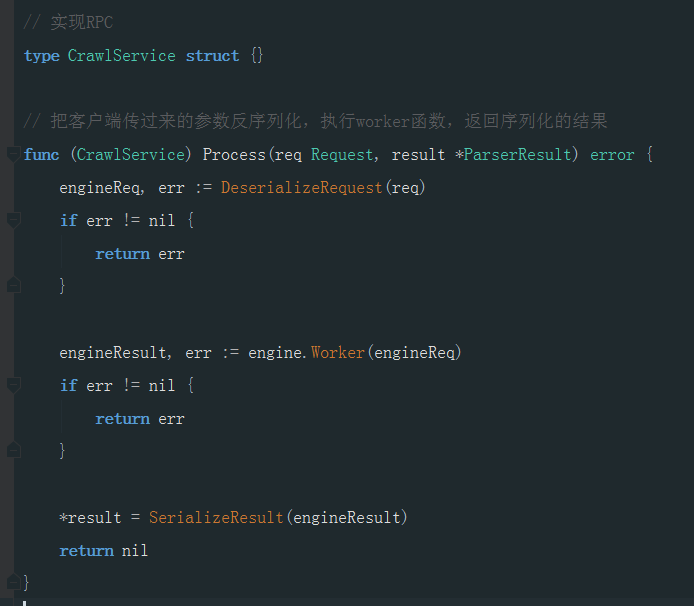 // 实现RPC
type CrawlService struct {}
// 把客户端传过来的参数反序列化，执行worker函数，返回序列化的结果
func (CrawlService) Process(req Request, result *ParserResult) error {
engineReq, err := DeserializeRequest(req)
if err != nil {
return err
}
engineResult, err := engine.Worker(engineReq)
if err != nil {
return err
}
*result = SerializeResult(engineResult)
return nil
}